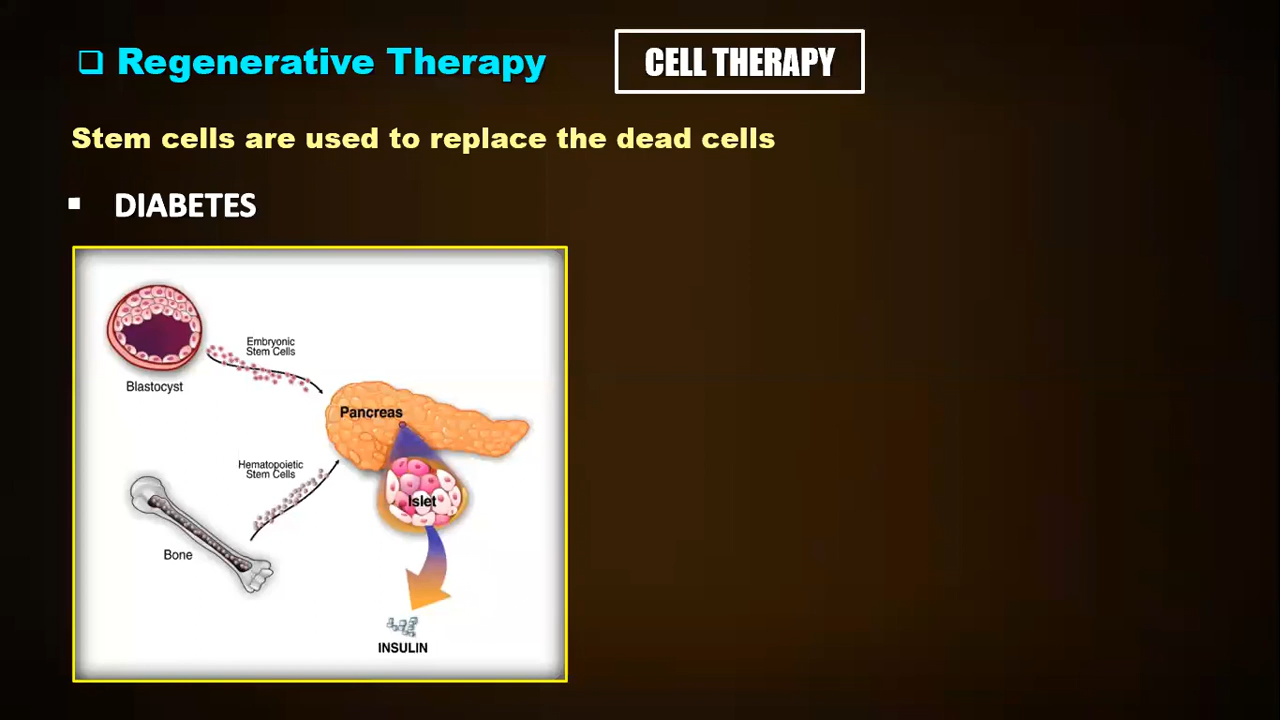 Regenerative Therapy
CELL THERAPY
Stem cells are used to replace the dead cells
DIABETES
Embryonic
Stem Cells
Blastocyst
Pancreas
Hematopoietic
Stem Cells
Islet
Bone
INSULIN